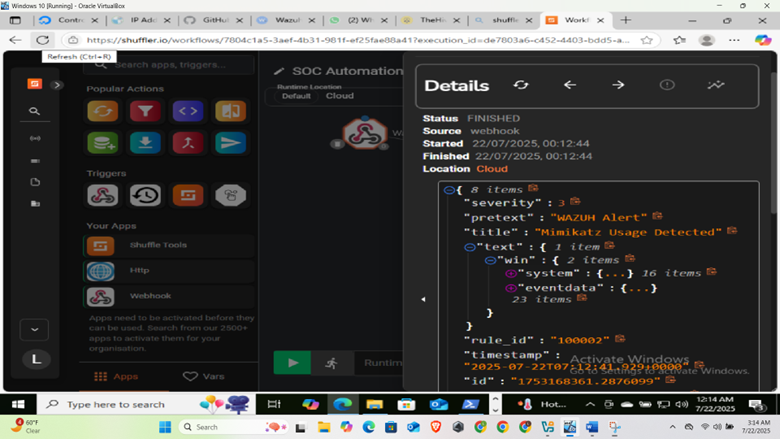 Windows 10 [Running] - Oracle VirtualBox
Control
IP Add
GitHub
Wazuh
(2) Wh
TheHiv
shuffle
Workfl
https://shuffler.io/workflows/7804c1a5-3aef-4b31-981f-ef25fae88a41?execution_id=de7803a6-c452-4403-bdd5-a...
Refresh (Ctrl+R)
Search apps, triggers...
Popular Actions
Triggers
Your Apps
Shuffle Tools
Http
Webhook
Apps need to be activated before they
can be used. Search from our 2500+
apps to activate them for your
organisation.
Apps
Vars
L
SOC Automation
Runtime Location
Default
Cloud
Runtim
Details
Status FINISHED
Source webhook
Started 22/07/2025, 00:12:44
Finished 22/07/2025, 00:12:44
Location Cloud
{ 8 items
"severity" : 3
"pretext" : "WAZUH Alert"
"title" : "Mimikatz Usage Detected"
"text" : { 1 item
"win" : { 2 items
"system" : {...} 16 items
"eventdata" : {...}
23 items
}
}
"rule_id" : "100002"
"timestamp" :
"2025-07-22T07:12:41.929+0000"
"id" : "1753168361.2876099"
Activate Windows
Go to Settings to activate Windows.
Type here to search
Hot...
12:14 AM
7/22/2025
60°F
Clear
Search
3:14 AM
7/22/2025